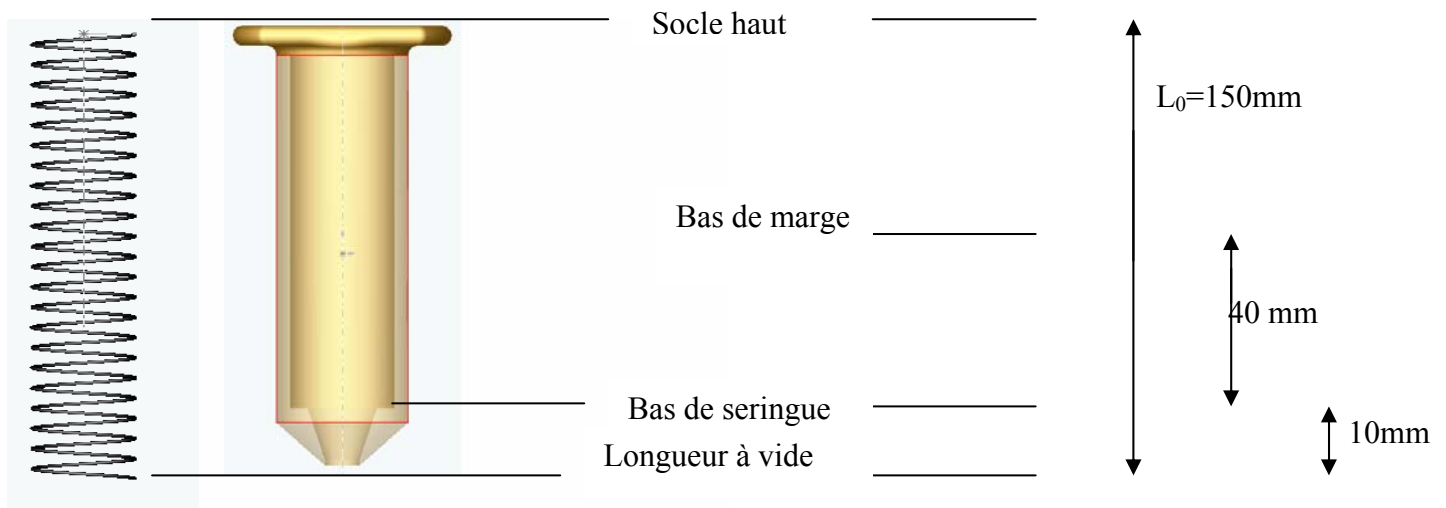 Socle haut
L₀=150mm
Bas de marge
40 mm
Bas de seringue
10mm
Longueur à vide